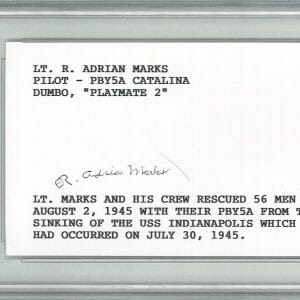 LT. R. ADRIAN MARKS
PILOT - PBY5A CATALINA
DUMBO, "PLAYMATE 2"
R. Adrian Marks
LT. MARKS AND HIS CREW RESCUED 56 MEN
AUGUST 2, 1945 WITH THEIR PBY5A FROM T
SINKING OF THE USS INDIANAPOLIS WHICH
HAD OCCURRED ON JULY 30, 1945.